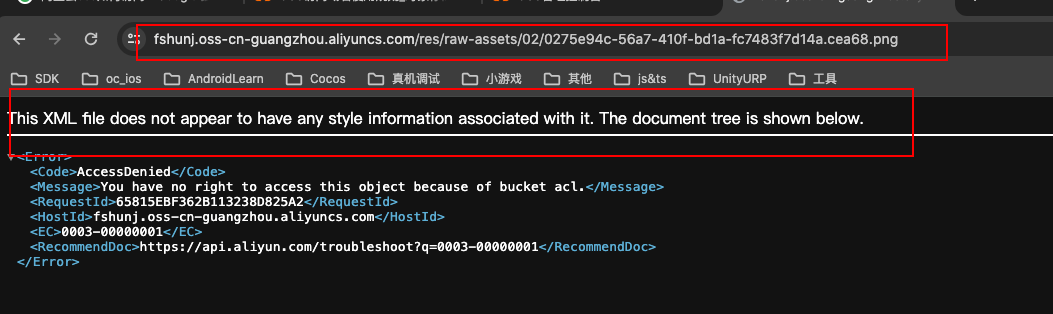 fshunj.oss-cn-guangzhou.aliyuncs.com/res/raw-assets/02/0275e94c-56a7-410f-bd1a-fc7483f7d14a.cea68.png
SDK oc_ios AndroidLearn Cocos 真机调试 小游戏 其他 js&ts UnityURP 工具
This XML file does not appear to have any style information associated with it. The document tree is shown below.
▼<Error>
<Code>AccessDenied</Code>
<Message>You have no right to access this object because of bucket acl.</Message>
<RequestId>65815EBF362B113238D825A2</RequestId>
<HostId>fshunj.oss-cn-guangzhou.aliyuncs.com</HostId>
<EC>0003-00000001</EC>
<RecommendDoc>https://api.aliyun.com/troubleshoot?q=0003-00000001</RecommendDoc>
</Error>